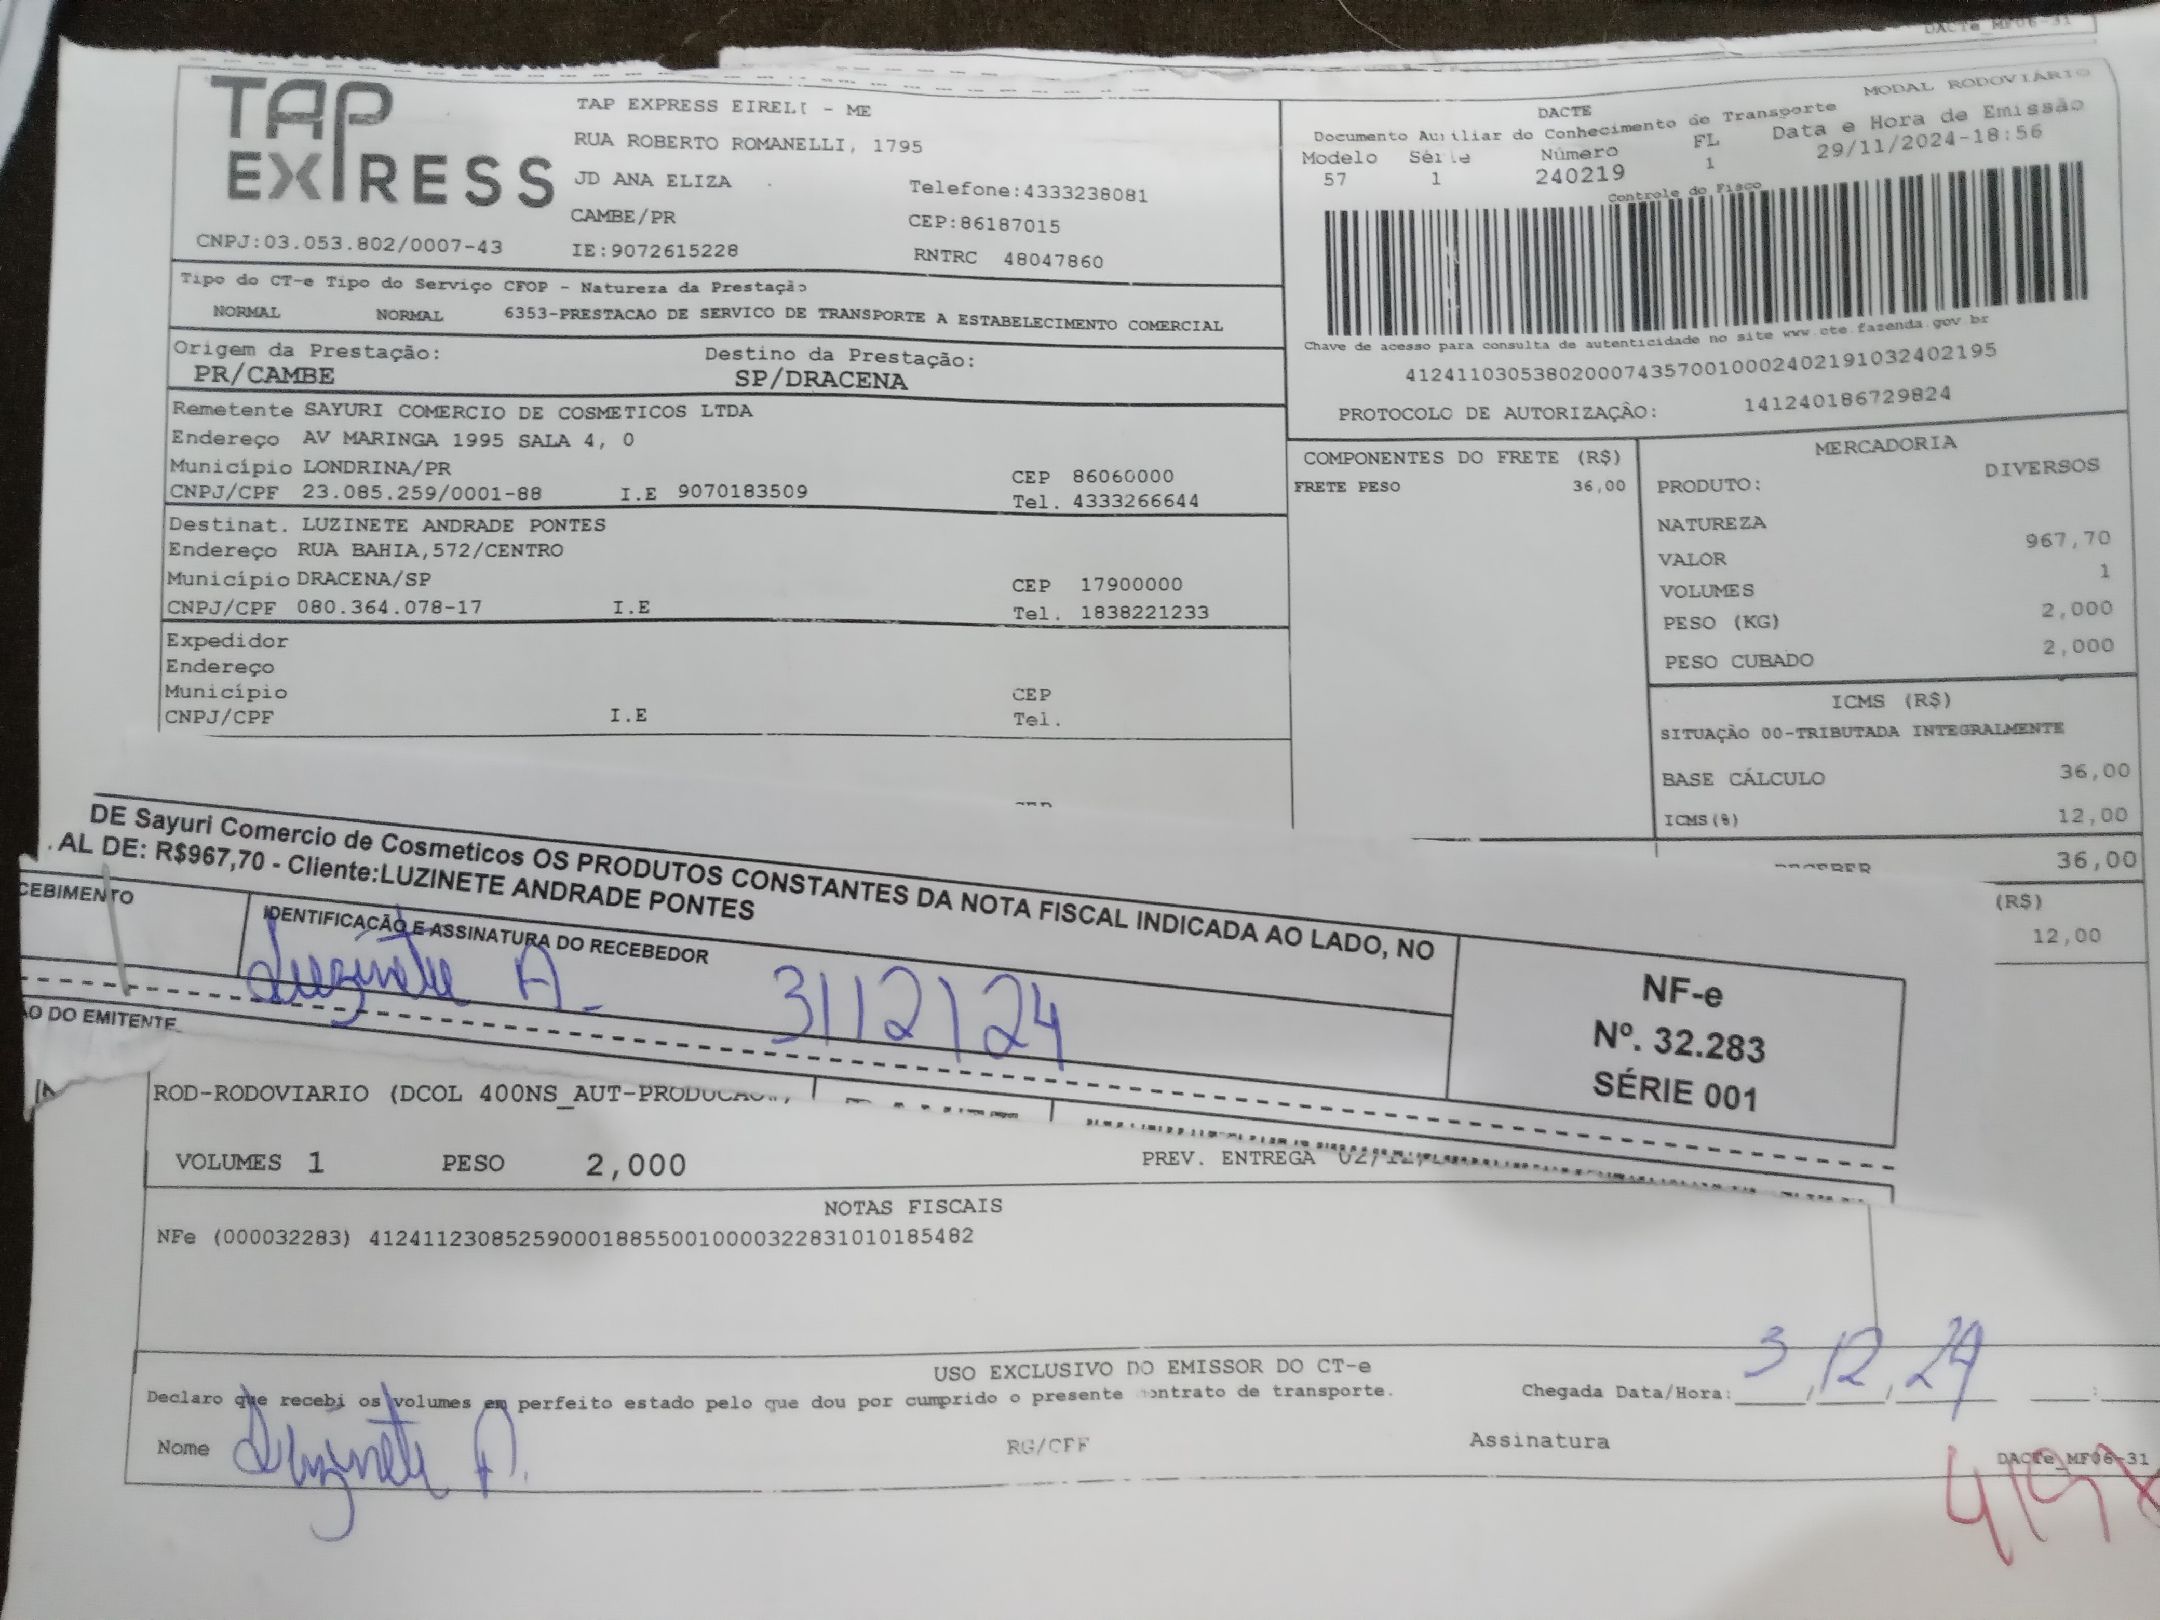 DACTe_MF06-31
TAP EXPRESS
TAP EXPRESS EIRELI - ME
RUA ROBERTO ROMANELLI, 1795
JD ANA ELIZA
Telefone:4333238081
CAMBE/PR
CEP:86187015
CNPJ:03.053.802/0007-43
IE:9072615228
RNTRC 48047860
MODAL RODOVIÁRIO
DACTE
Documento Auxiliar do Conhecimento de Transporte
Modelo Série Número FL Data e Hora de Emissão
57 1 240219 1 29/11/2024-18:56
Controle do Fisco
Chave de acesso para consulta de autenticidade no site www.cte.fazenda.gov.br
41241103053802000743570010002402191032402195
PROTOCOLO DE AUTORIZAÇÃO: 141240186729824
Tipo do CT-e Tipo do Serviço CFOP - Natureza da Prestação
NORMAL NORMAL 6353-PRESTACAO DE SERVICO DE TRANSPORTE A ESTABELECIMENTO COMERCIAL
Origem da Prestação: Destino da Prestação:
PR/CAMBE SP/DRACENA
Remetente SAYURI COMERCIO DE COSMETICOS LTDA
Endereço AV MARINGA 1995 SALA 4, 0
Município LONDRINA/PR CEP 86060000
CNPJ/CPF 23.085.259/0001-88 I.E 9070183509 Tel. 4333266644
Destinat. LUZINETE ANDRADE PONTES
Endereço RUA BAHIA,572/CENTRO
Município DRACENA/SP CEP 17900000
CNPJ/CPF 080.364.078-17 I.E Tel. 1838221233
Expedidor
Endereço
Município CEP
CNPJ/CPF I.E Tel.
COMPONENTES DO FRETE (R$)
FRETE PESO 36,00
MERCADORIA
PRODUTO: DIVERSOS
NATUREZA
VALOR 967,70
VOLUMES 1
PESO (KG) 2,000
PESO CUBADO 2,000
ICMS (R$)
SITUAÇÃO 00-TRIBUTADA INTEGRALMENTE
BASE CÁLCULO 36,00
ICMS(%) 12,00
36,00
(R$)
12,00
DE Sayuri Comercio de Cosmeticos OS PRODUTOS CONSTANTES DA NOTA FISCAL INDICADA AO LADO, NO
AL DE: R$967,70 - Cliente:LUZINETE ANDRADE PONTES
CEBIMENTO
IDENTIFICAÇÃO E ASSINATURA DO RECEBEDOR
Luzinete A. 3/12/24
NF-e
Nº. 32.283
SÉRIE 001
ÃO DO EMITENTE
ROD-RODOVIARIO (DCOL 400NS_AUT-PRODUCAO
VOLUMES 1 PESO 2,000 PREV. ENTREGA 02/12/
NOTAS FISCAIS
NFe (000032283) 41241123085259000188550010000322831010185482
USO EXCLUSIVO DO EMISSOR DO CT-e
Declaro que recebi os volumes em perfeito estado pelo que dou por cumprido o presente contrato de transporte.
Chegada Data/Hora: 3/12/24 :
Nome Luzinete A. RG/CPF Assinatura
DACTe_MF06-31